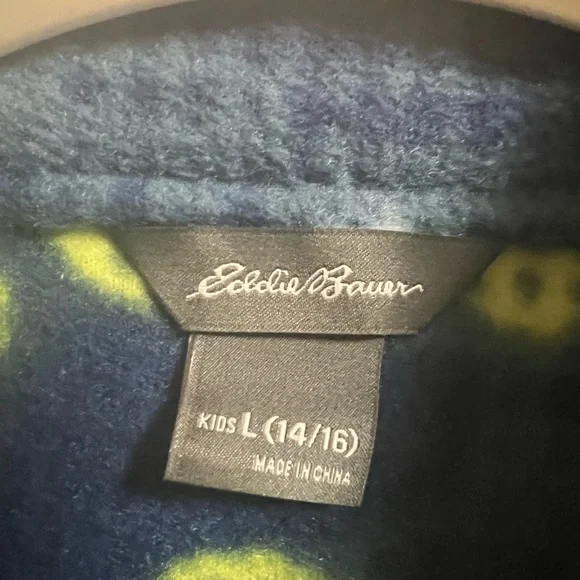 Eddie Bauer
KIDS L (14/16)
MADE IN CHINA